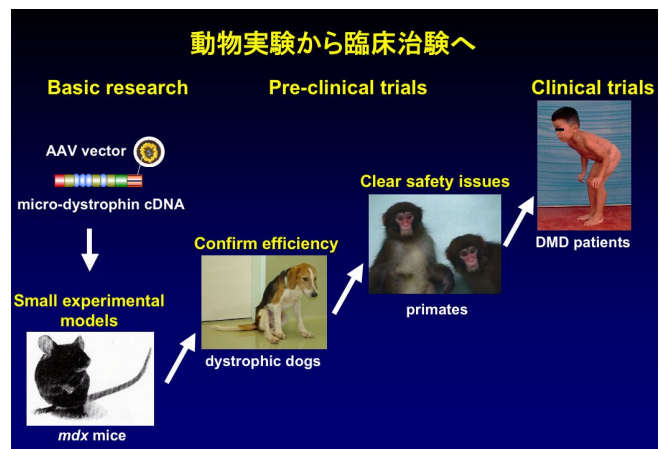 動物実験から臨床治験へ
Basic research
Pre-clinical trials
Clinical trials
AAV vector
micro-dystrophin cDNA
Small experimental
models
mdx mice
Confirm efficiency
dystrophic dogs
Clear safety issues
primates
DMD patients